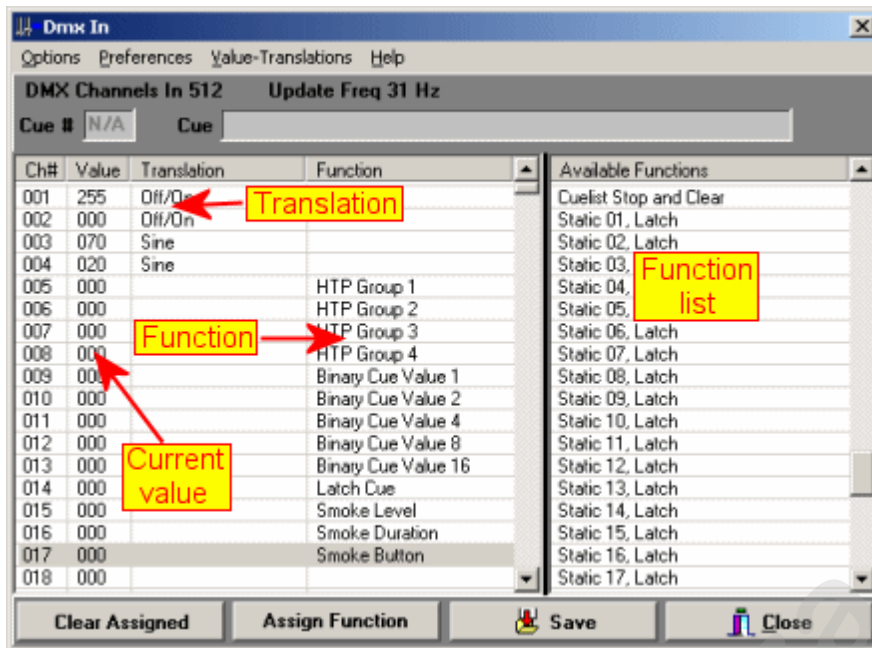 Dmx In
Options Preferences Value-Translations Help
DMX Channels In 512 Update Freq 31 Hz
Cue # N/A Cue
Ch# Value Translation Function
001 255 Off/On
002 000 Off/On
003 070 Sine
004 020 Sine
005 000 HTP Group 1
006 000 HTP Group 2
007 000 HTP Group 3
008 000 HTP Group 4
009 000 Binary Cue Value 1
010 000 Binary Cue Value 2
011 000 Binary Cue Value 4
012 000 Binary Cue Value 8
013 000 Binary Cue Value 16
014 000 Latch Cue
015 000 Smoke Level
016 000 Smoke Duration
017 000 Smoke Button
018 000
Translation
Function
Current
value
Available Functions
Cuelist Stop and Clear
Static 01, Latch
Static 02, Latch
Static 03,
Static 04,
Static 05,
Static 06, Latch
Static 07, Latch
Static 08, Latch
Static 09, Latch
Static 10, Latch
Static 11, Latch
Static 12, Latch
Static 13, Latch
Static 14, Latch
Static 15, Latch
Static 16, Latch
Static 17, Latch
Function
list
Clear Assigned Assign Function Save Close